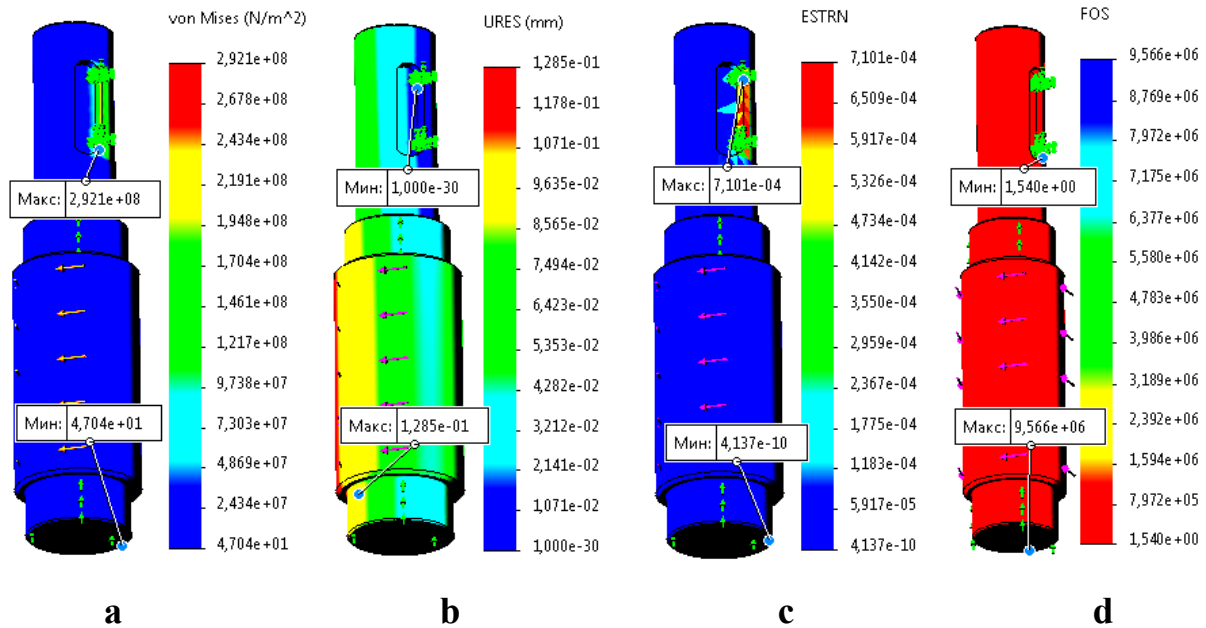 von Mises (N/m^2)
2,921e+08
2,678e+08
2,434e+08
2,191e+08
1,948e+08
1,704e+08
1,461e+08
1,217e+08
9,738e+07
7,303e+07
4,869e+07
2,434e+07
4,704e+01
Макс: 2,921e+08
Мин: 4,704e+01
a
URES (mm)
1,285e-01
1,178e-01
1,071e-01
9,635e-02
8,565e-02
7,494e-02
6,423e-02
5,353e-02
4,282e-02
3,212e-02
2,141e-02
1,071e-02
1,000e-30
Мин: 1,000e-30
Макс: 1,285e-01
b
ESTRN
7,101e-04
6,509e-04
5,917e-04
5,326e-04
4,734e-04
4,142e-04
3,550e-04
2,959e-04
2,367e-04
1,775e-04
1,183e-04
5,917e-05
4,137e-10
Макс: 7,101e-04
Мин: 4,137e-10
c
FOS
9,566e+06
8,769e+06
7,972e+06
7,175e+06
6,377e+06
5,580e+06
4,783e+06
3,986e+06
3,189e+06
2,392e+06
1,594e+06
7,972e+05
1,540e+00
Мин: 1,540e+00
Макс: 9,566e+06
d